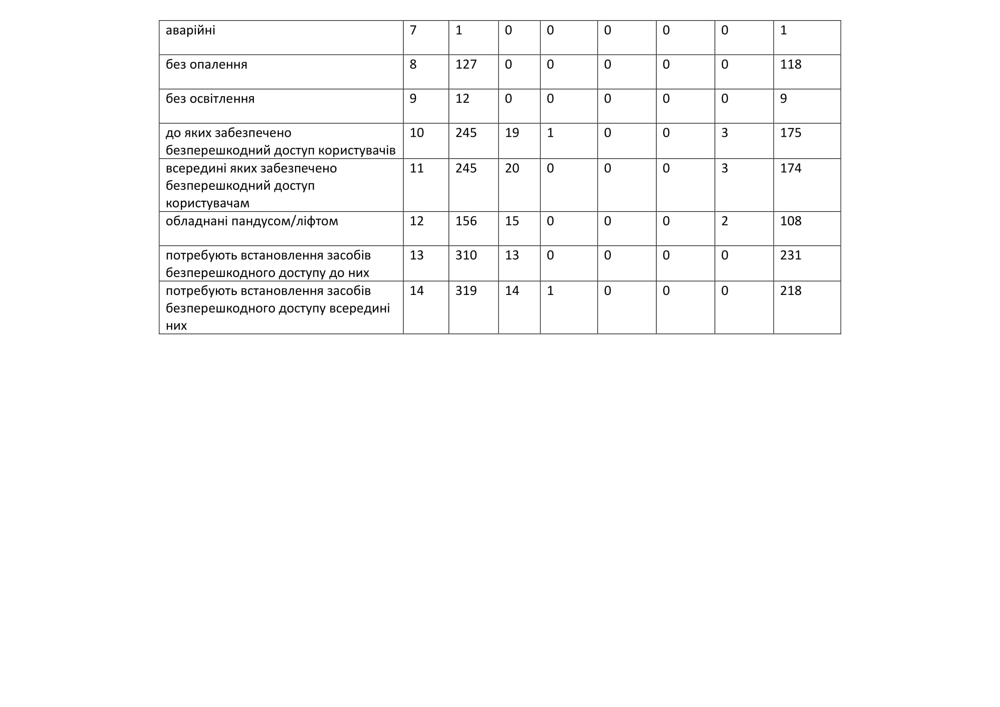 аварійні 7 1 0 0 0 0 0 1
без опалення 8 127 0 0 0 0 0 118
без освітлення 9 12 0 0 0 0 0 9
до яких забезпечено 10 245 19 1 0 0 3 175
безперешкодний доступ користувачів
всередині яких забезпечено 11 245 20 0 0 0 3 174
безперешкодний доступ
користувачам
обладнані пандусом/ліфтом 12 156 15 0 0 0 2 108
потребують встановлення засобів 13 310 13 0 0 0 0 231
безперешкодного доступу до них
потребують встановлення засобів 14 319 14 1 0 0 0 218
безперешкодного доступу всередині
них